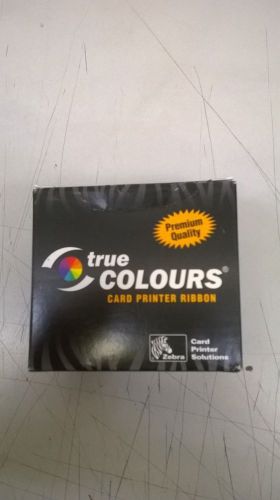 Premium
Quality
true
COLOURS®
CARD PRINTER RIBBON
Zebra
Card
Printer
Solutions